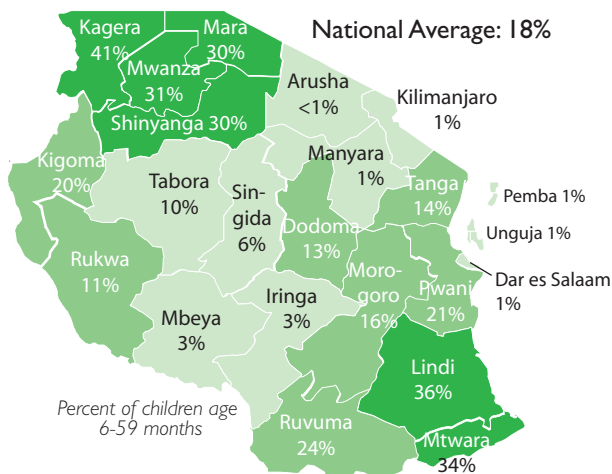 National Average: 18%
Kagera
41%
Mara
30%
Mwanza
31%
Shinyanga 30%
Arusha
<1%
Kilimanjaro
1%
Kigoma
20%
Tabora
10%
Sin-
gida
6%
Manyara
1%
Tanga
14%
Pemba 1%
Unguja 1%
Dodoma
13%
Rukwa
11%
Moro-
goro
16%
Pwani
21%
Dar es Salaam
1%
Iringa
3%
Mbeya
3%
Lindi
36%
Percent of children age
6-59 months
Ruvuma
24%
Mtwara
34%